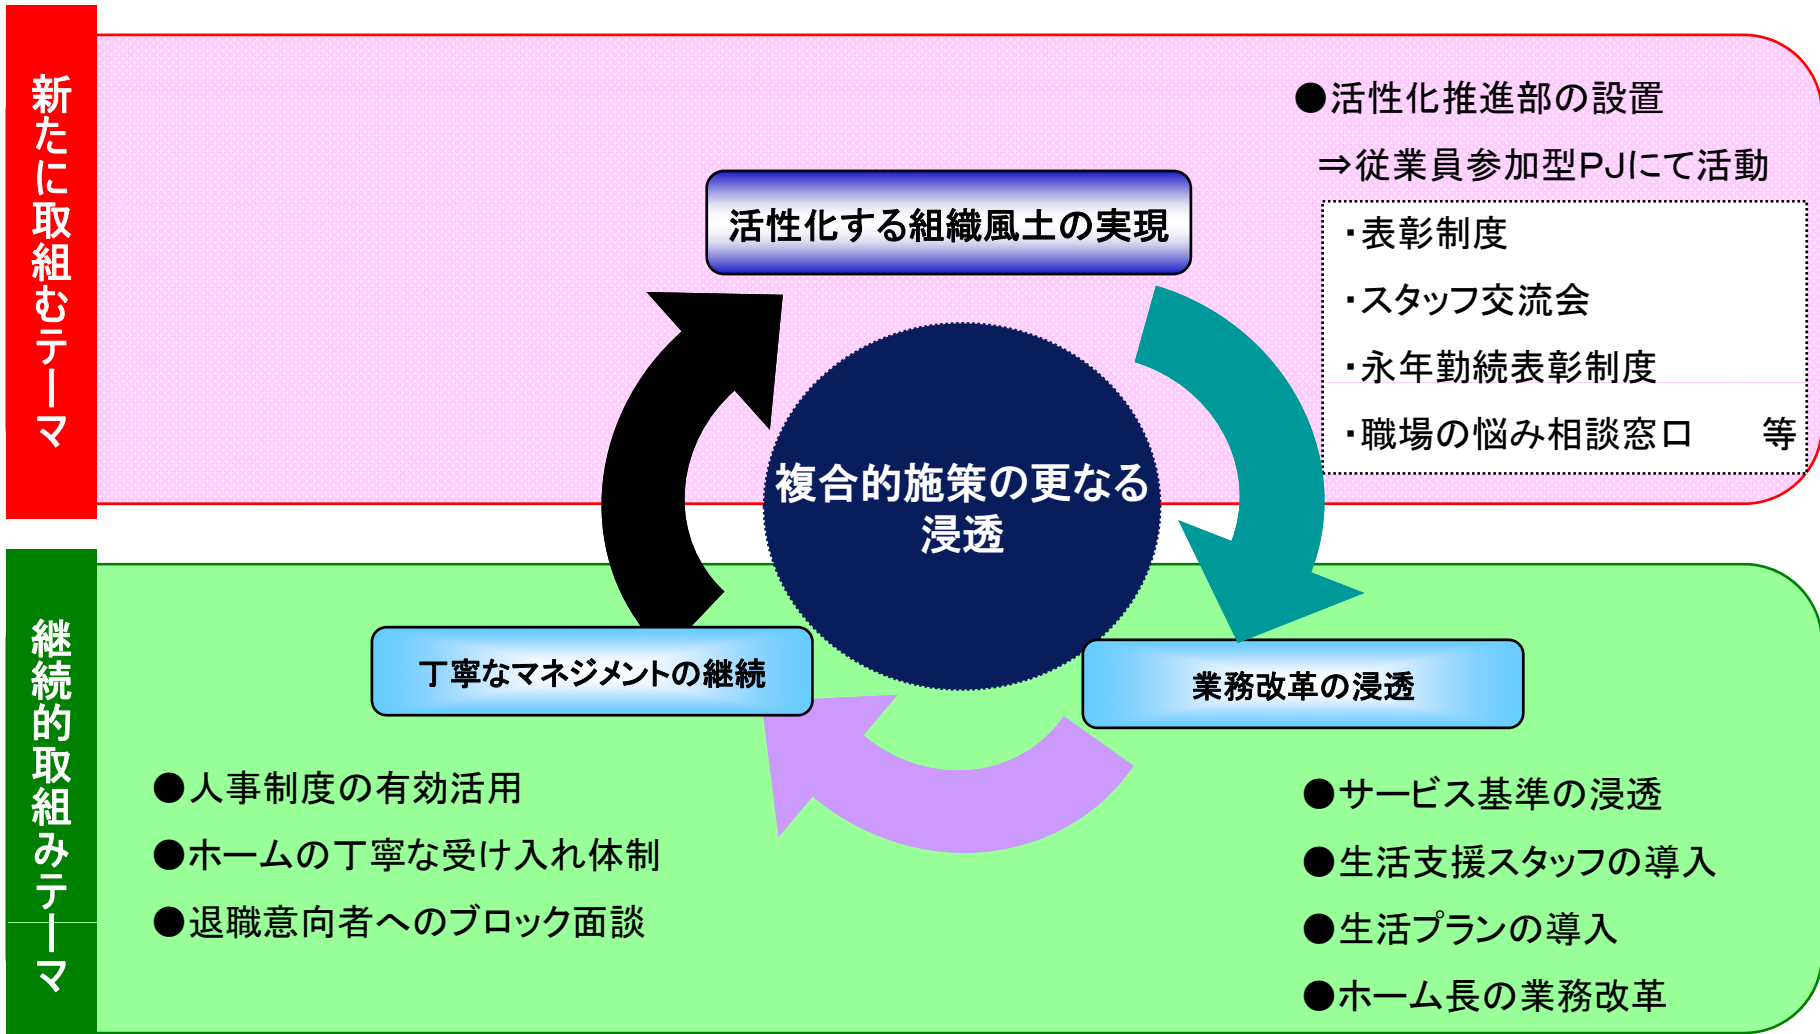 新たに取組むテーマ
●活性化推進部の設置
⇒従業員参加型PJにて活動
・表彰制度
・スタッフ交流会
・永年勤続表彰制度
・職場の悩み相談窓口　　等
活性化する組織風土の実現
複合的施策の更なる
浸透
継続的取組みテーマ
丁寧なマネジメントの継続
●人事制度の有効活用
●ホームの丁寧な受け入れ体制
●退職意向者へのブロック面談
業務改革の浸透
●サービス基準の浸透
●生活支援スタッフの導入
●生活プランの導入
●ホーム長の業務改革